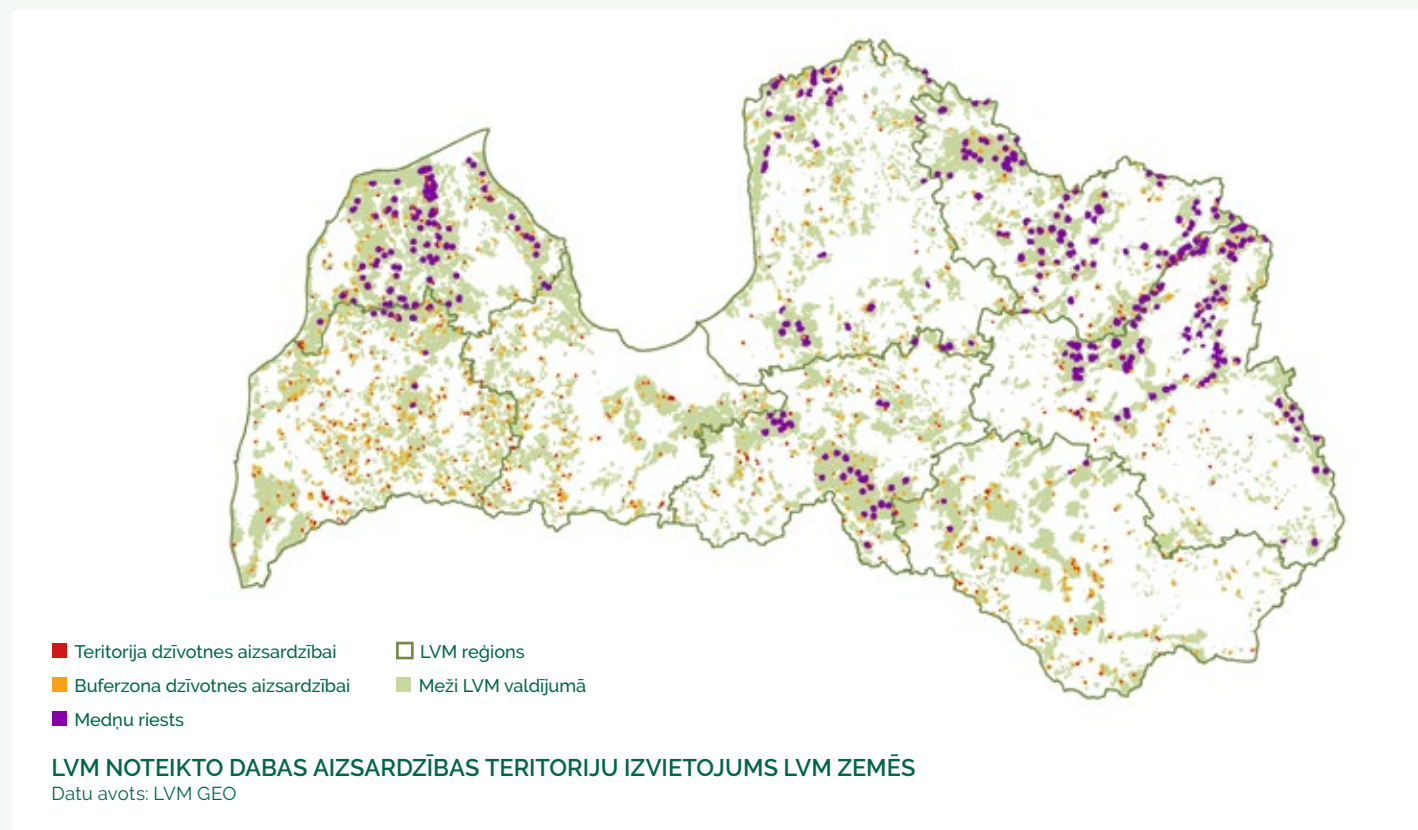 Teritorija dzīvotnes aizsardzībai
Buferzona dzīvotnes aizsardzībai
Medņu riests
LVM reģions
Meži LVM valdījumā
LVM NOTEIKTO DABAS AIZSARDZĪBAS TERITORIJU IZVIETOJUMS LVM ZEMĒS
Datu avots: LVM GEO